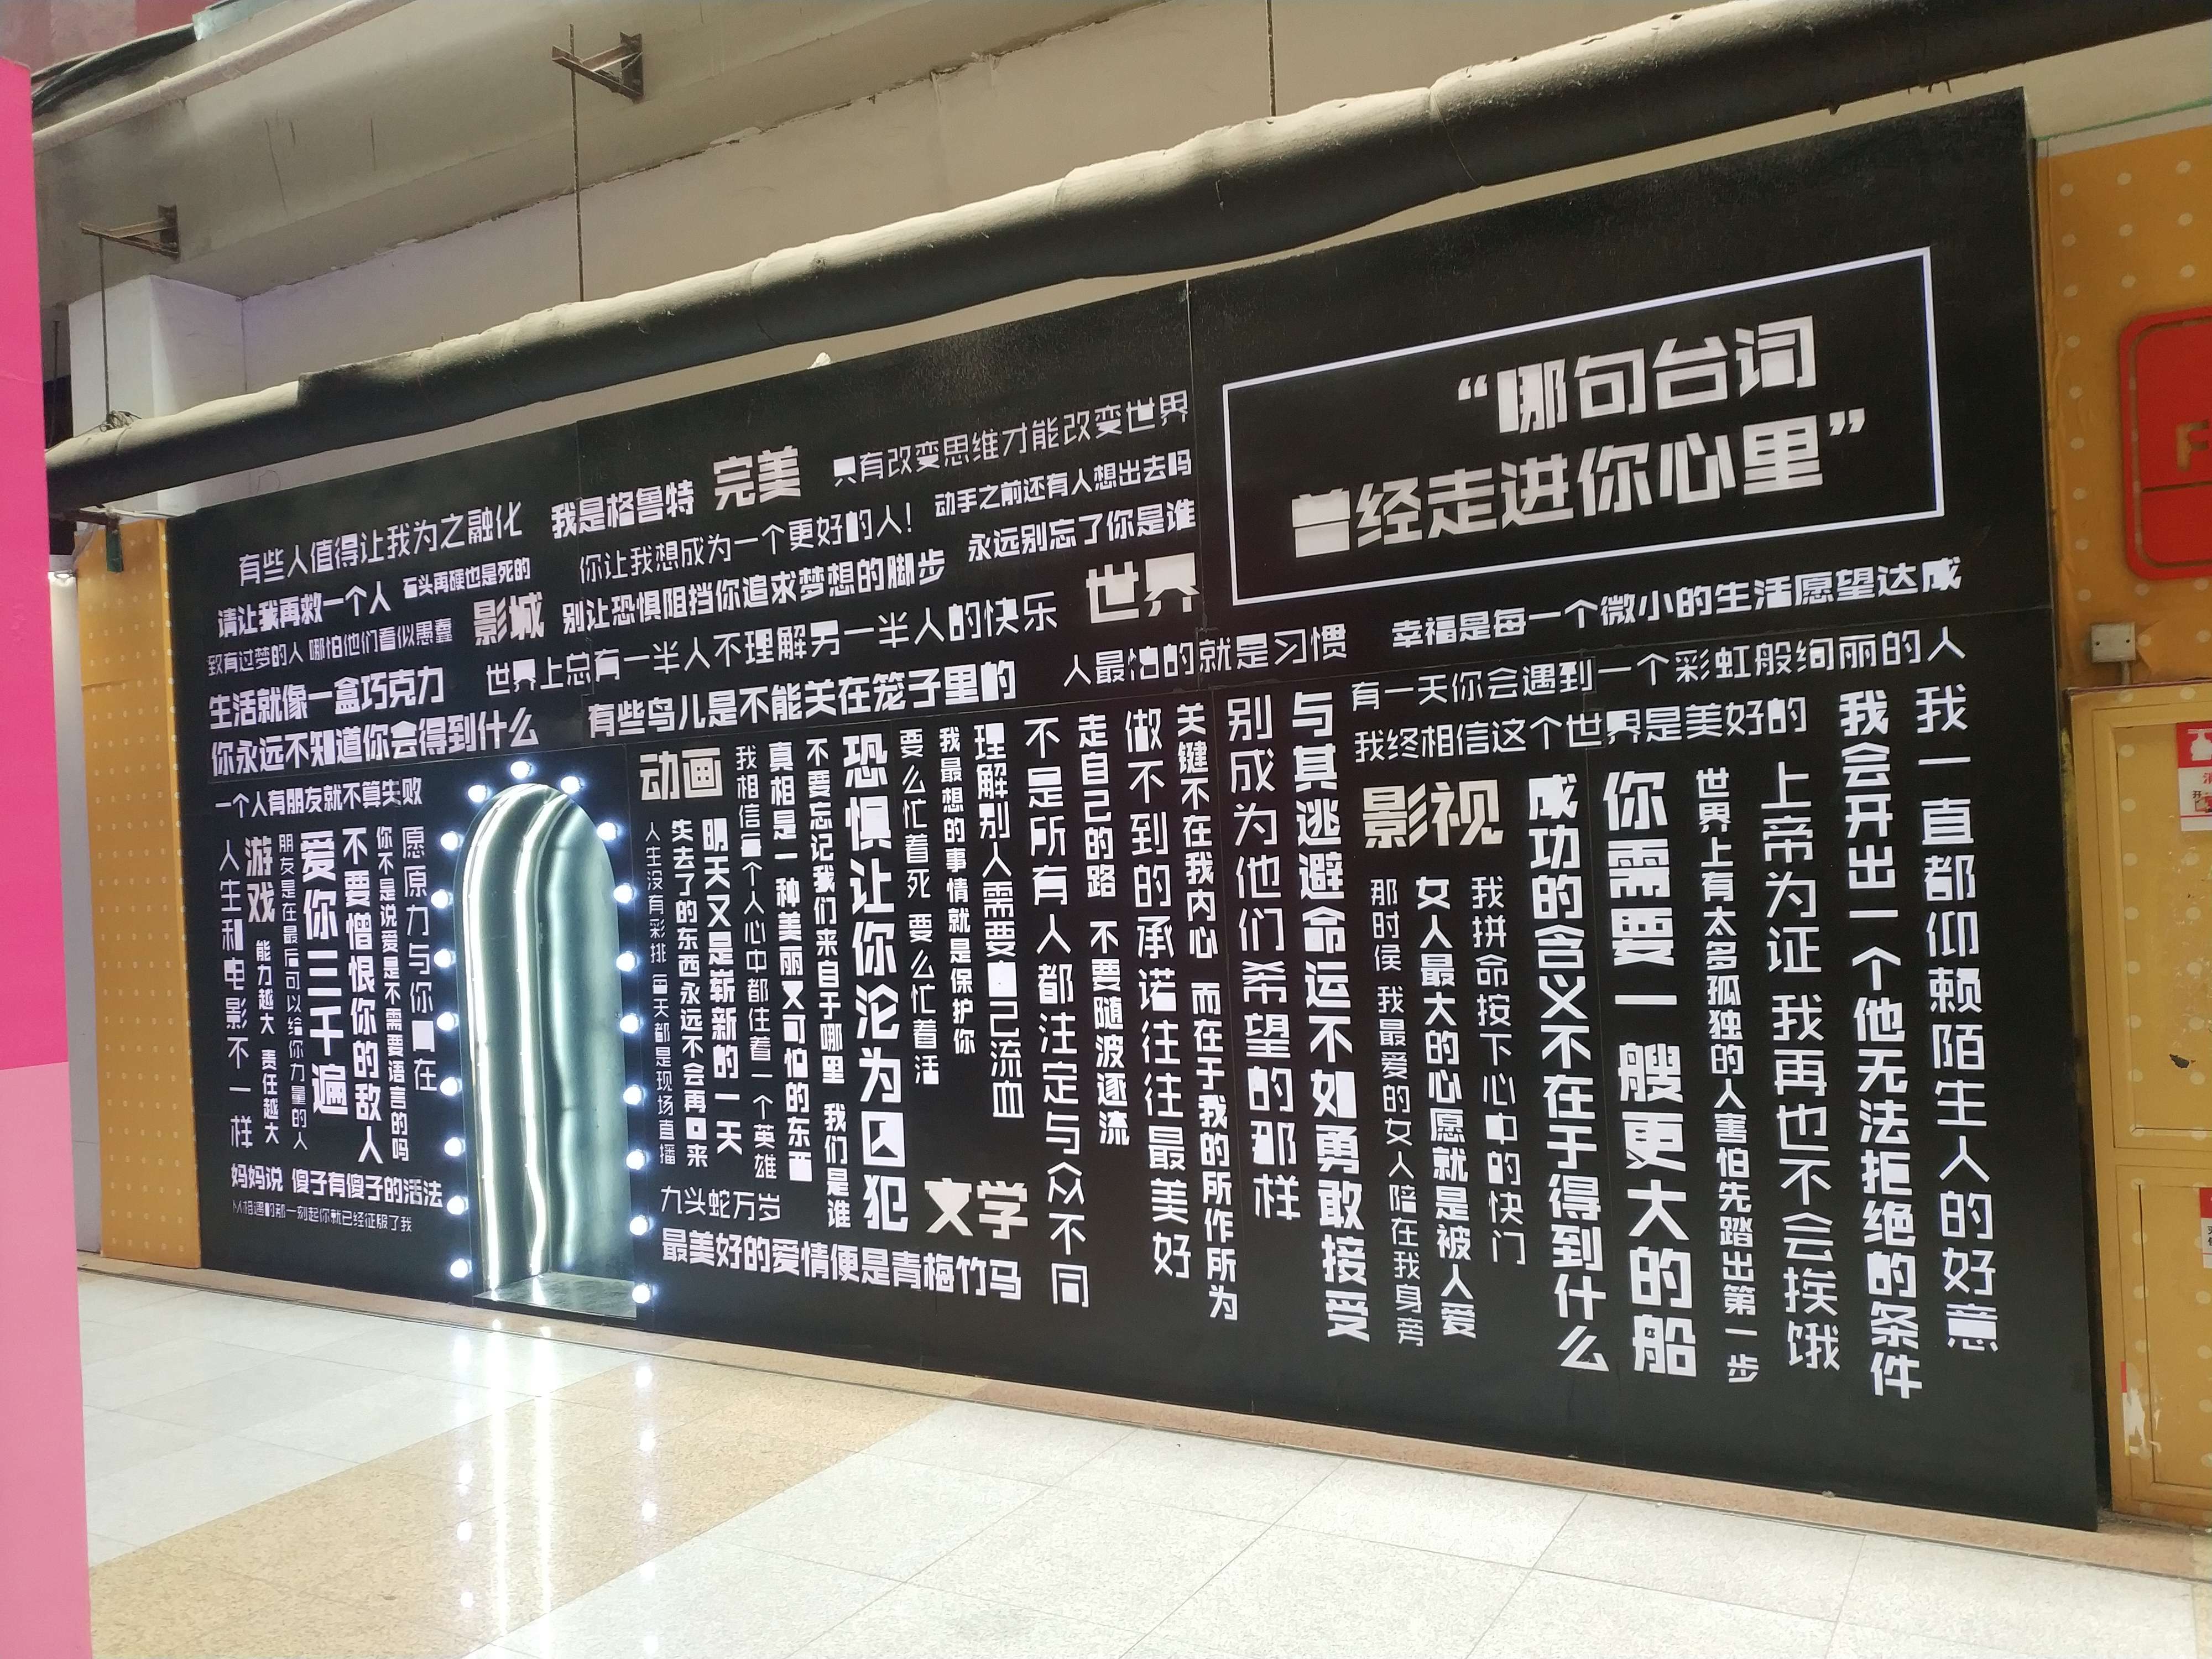 “哪句台词
曾经走进你心里”
有些人值得让我为之融化
我是格鲁特
完美
只有改变思维才能改变世界
请让我再救一个人
石头再硬也是死的
你让我想成为一个更好的人!
动手之前还有人想出去吗
致有过梦的人 哪怕他们看似愚蠢
影城
别让恐惧阻挡你追求梦想的脚步
永远别忘了你是谁
生活就像一盒巧克力
你永远不知道你会得到什么
世界上总有一半人不理解另一半人的快乐
世界
有些鸟儿是不能关在笼子里的
人最怕的就是习惯
幸福是每一个微小的生活愿望达成
有一天你会遇到一个彩虹般绚丽的人
我终相信这个世界是美好的
一个人有朋友就不算失败
人生和电影不一样
游戏
能力越大 责任越大
朋友是在最后可以给你力量的人
爱你三千遍
不要憎恨你的敌人
你不是说爱是不需要语言的吗
愿原力与你同在
妈妈说 傻子有傻子的活法
从相遇的那一刻起你就已经征服了我
动画
人生没有彩排 每天都是现场直播
失去了的东西永远不会再回来
明天又是崭新的一天
我相信每个人心中都住着一个英雄
真相是一种美丽又可怕的东西
不要忘记我们来自于哪里 我们是谁
恐惧让你沦为囚犯
要么忙着死 要么忙着活
我最想的事情就是保护你
理解别人需要自己流血
九头蛇万岁
最美好的爱情便是青梅竹马
文学
不是所有人都注定与众不同
走自己的路 不要随波逐流
做不到的承诺往往最美好
关键不在我内心 而在于我的所作所为
别成为他们希望的那样
与其逃避命运不如勇敢接受
影视
那时侯 我最爱的女人陪在我身旁
女人最大的心愿就是被人爱
我拼命按下心中的快门
成功的含义不在于得到什么
你需要一艘更大的船
世界上有太多孤独的人害怕先踏出第一步
上帝为证 我再也不会挨饿
我会开出一个他无法拒绝的条件
我一直都仰赖陌生人的好意